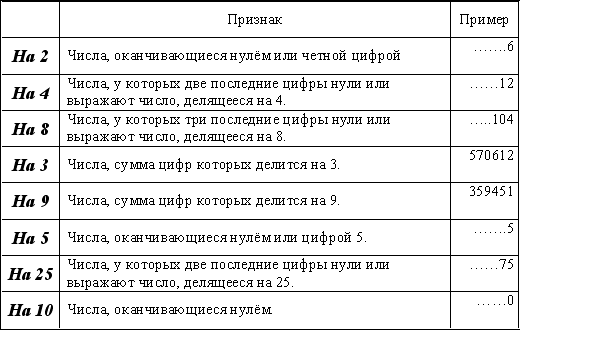 Признак Пример
На 2 Числа, оканчивающиеся нулём или четной цифрой …….6
На 4 Числа, у которых две последние цифры нули или
выражают число, делящееся на 4. ……12
На 8 Числа, у которых три последние цифры нули или
выражают число, делящееся на 8. …..104
На 3 Числа, сумма цифр которых делится на 3. 570612
На 9 Числа, сумма цифр которых делится на 9. 359451
На 5 Числа, оканчивающиеся нулём или цифрой 5. …….5
На 25 Числа, у которых две последние цифры нули или
выражают число, делящееся на 25. ……75
На 10 Числа, оканчивающиеся нулём. ……0